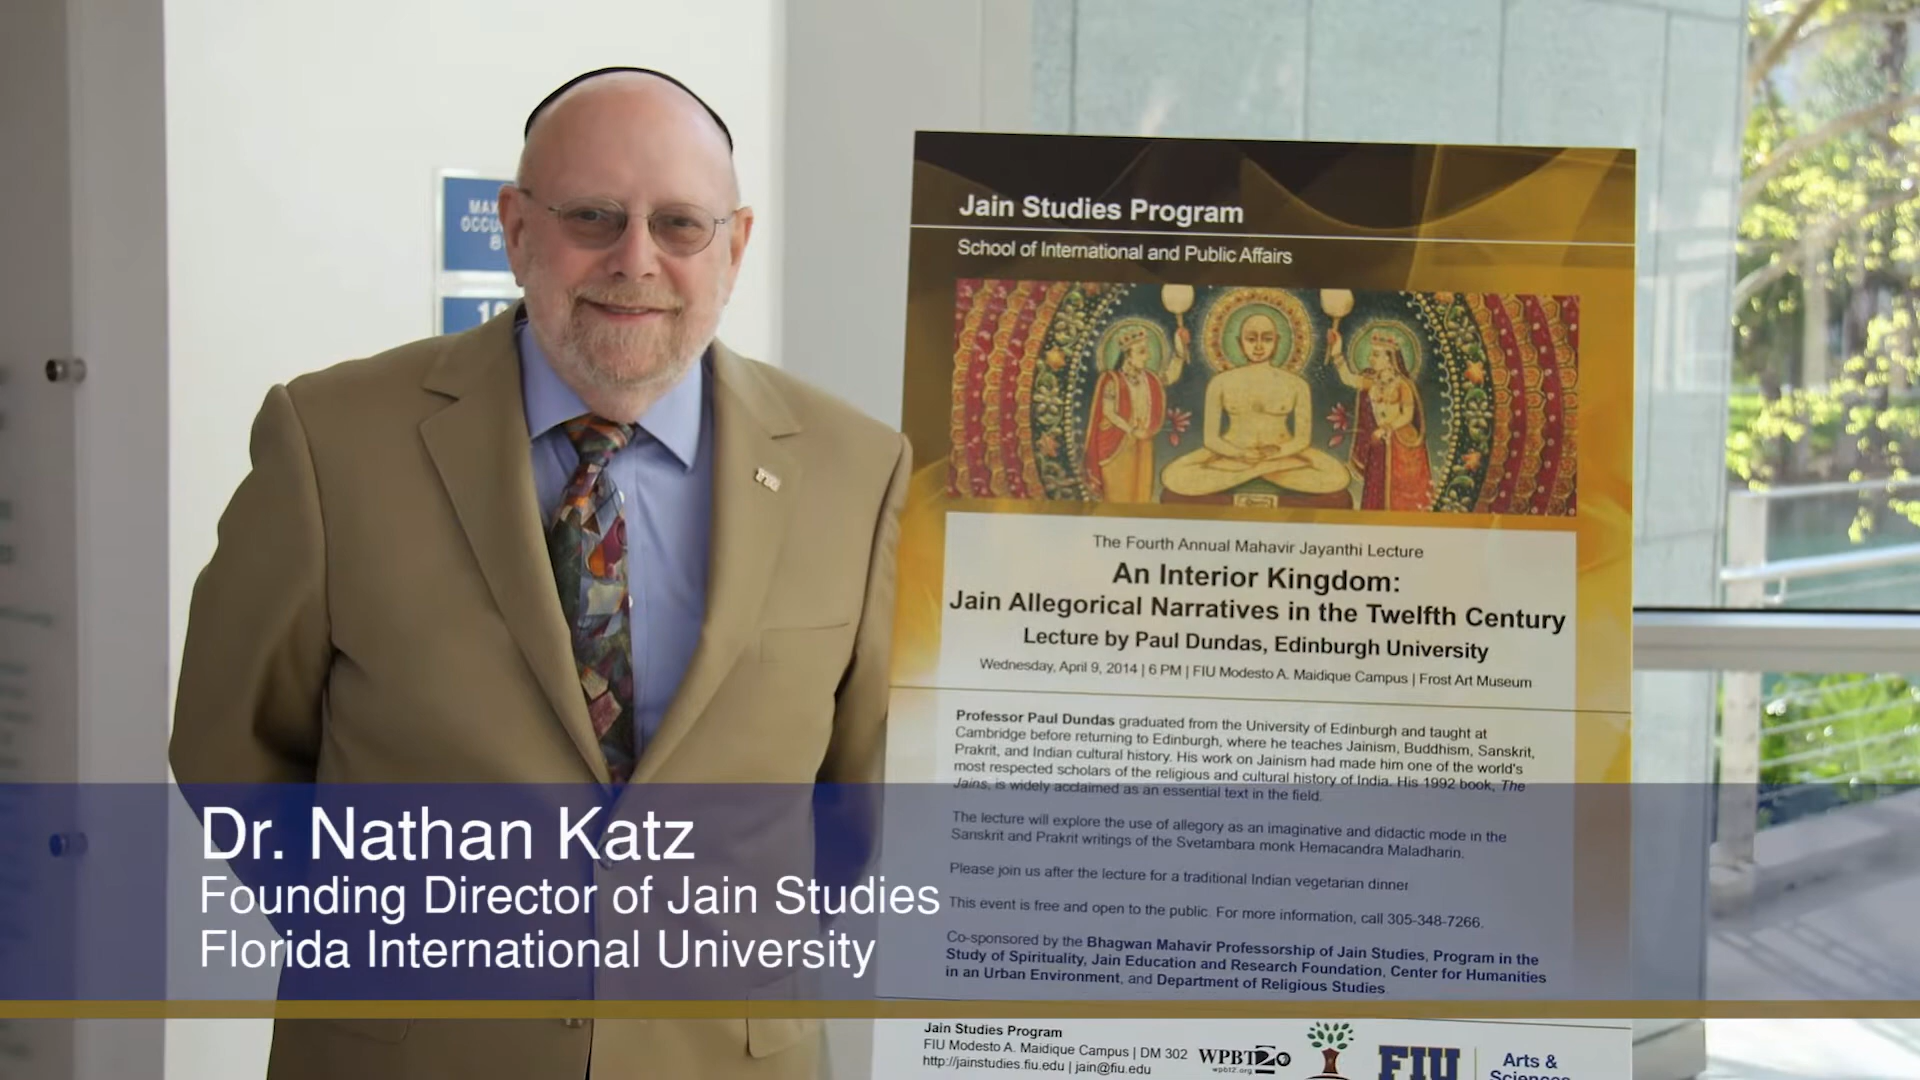 MAX
OCCU
Jain Studies Program
School of International and Public Affairs
The Fourth Annual Mahavir Jayanthi Lecture
An Interior Kingdom:
Jain Allegorical Narratives in the Twelfth Century
Lecture by Paul Dundas, Edinburgh University
Wednesday, April 9, 2014 | 6 PM | FIU Modesto A. Maidique Campus | Frost Art Museum
Professor Paul Dundas graduated from the University of Edinburgh and taught at
Cambridge before returning to Edinburgh, where he teaches Jainism, Buddhism, Sanskrit,
Prakrit, and Indian cultural history. His work on Jainism had made him one of the world's
most respected scholars of the religious and cultural history of India. His 1992 book, The
Jains, is widely acclaimed as an essential text in the field.
The lecture will explore the use of allegory as an imaginative and didactic mode in the
Sanskrit and Prakrit writings of the Svetambara monk Hemacandra Maladharin.
Please join us after the lecture for a traditional Indian vegetarian dinner
This event is free and open to the public. For more information, call 305-348-7266.
Co-sponsored by the Bhagwan Mahavir Professorship of Jain Studies, Program in the
Study of Spirituality, Jain Education and Research Foundation, Center for Humanities
in an Urban Environment, and Department of Religious Studies.
Jain Studies Program
FIU Modesto A. Maidique Campus | DM 302
http://jainstudies.fiu.edu | jain@fiu.edu
WPBT2
wpbt2.org
FIU
Arts &
Sciences
Dr. Nathan Katz
Founding Director of Jain Studies
Florida International University